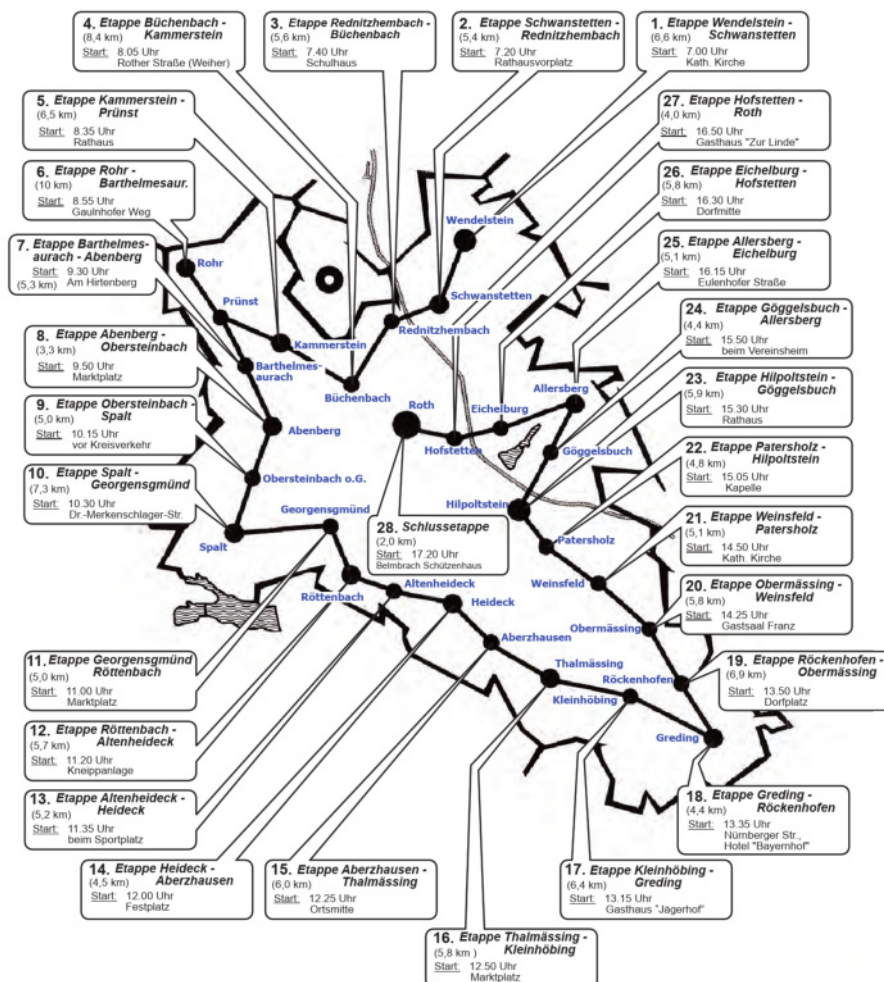 4. Etappe Büchenbach -
(8,4 km) Kammerstein
Start: 8.05 Uhr
Rother Straße (Weiher)
3. Etappe Rednitzhembach -
(5,6 km) Büchenbach
Start: 7.40 Uhr
Schulhaus
2. Etappe Schwanstetten -
(5,4 km) Rednitzhembach
Start: 7.20 Uhr
Rathausvorplatz
1. Etappe Wendelstein -
(6,6 km) Schwanstetten
Start: 7.00 Uhr
Kath. Kirche
5. Etappe Kammerstein -
(6,5 km) Prünst
Start: 8.35 Uhr
Rathaus
27. Etappe Hofstetten -
(4,0 km) Roth
Start: 16.50 Uhr
Gasthaus "Zur Linde"
6. Etappe Rohr -
(10 km) Barthelmesaur.
Start: 8.55 Uhr
Gaulnhofer Weg
26. Etappe Eichelburg -
(5,8 km) Hofstetten
Start: 16.30 Uhr
Dorfmitte
7. Etappe Barthelmes-
aurach - Abenberg
Start: 9.30 Uhr
(5,3 km) Am Hirtenberg
25. Etappe Allersberg -
(5,1 km) Eichelburg
Start: 16.15 Uhr
Eulenhofer Straße
8. Etappe Abenberg -
(3,3 km) Obersteinbach
Start: 9.50 Uhr
Marktplatz
24. Etappe Göggelsbuch -
(4,4 km) Allersberg
Start: 15.50 Uhr
beim Vereinsheim
9. Etappe Obersteinbach -
(5,0 km) Spalt
Start: 10.15 Uhr
vor Kreisverkehr
23. Etappe Hilpoltstein -
(5,9 km) Göggelsbuch
Start: 15.30 Uhr
Rathaus
10. Etappe Spalt -
(7,3 km) Georgensgmünd
Start: 10.30 Uhr
Dr.-Merkenschlager-Str.
22. Etappe Patersholz -
(4,8 km) Hilpoltstein
Start: 15.05 Uhr
Kapelle
21. Etappe Weinsfeld -
(5,1 km) Patersholz
Start: 14.50 Uhr
Kath. Kirche
20. Etappe Obermässing -
(5,8 km) Weinsfeld
Start: 14.25 Uhr
Gastsaal Franz
19. Etappe Röckenhofen -
(6,9 km) Obermässing
Start: 13.50 Uhr
Dorfplatz
Wendelstein
Rohr
Schwanstetten
Prünst
Rednitzhembach
Kammerstein
Barthelmes-
aurach
Büchenbach
Allersberg
Roth
Eichelburg
Abenberg
Hofstetten
Göggelsbuch
Obersteinbach o.G.
Hilpoltstein
Georgensgmünd
28. Schlussetappe
(2,0 km)
Start: 17.20 Uhr
Belmbrach Schützenhaus
Spalt
Patersholz
Weinsfeld
Röttenbach
Altenheideck
Heideck
Obermässing
Aberzhausen
Thalmässing
Röckenhofen
Kleinhöbing
Greding
11. Etappe Georgensgmünd
(5,0 km) Röttenbach
Start: 11.00 Uhr
Marktplatz
12. Etappe Röttenbach -
(5,7 km) Altenheideck
Start: 11.20 Uhr
Kneippanlage
13. Etappe Altenheideck -
(5,2 km) Heideck
Start: 11.35 Uhr
beim Sportplatz
18. Etappe Greding -
(4,4 km) Röckenhofen
Start: 13.35 Uhr
Nürnberger Str.,
Hotel "Bayernhof"
14. Etappe Heideck -
(4,5 km) Aberzhausen
Start: 12.00 Uhr
Festplatz
15. Etappe Aberzhausen -
(6,0 km) Thalmässing
Start: 12.25 Uhr
Ortsmitte
17. Etappe Kleinhöbing -
(6,4 km) Greding
Start: 13.15 Uhr
Gasthaus "Jägerhof"
16. Etappe Thalmässing -
(5,8 km ) Kleinhöbing
Start: 12.50 Uhr
Marktplatz